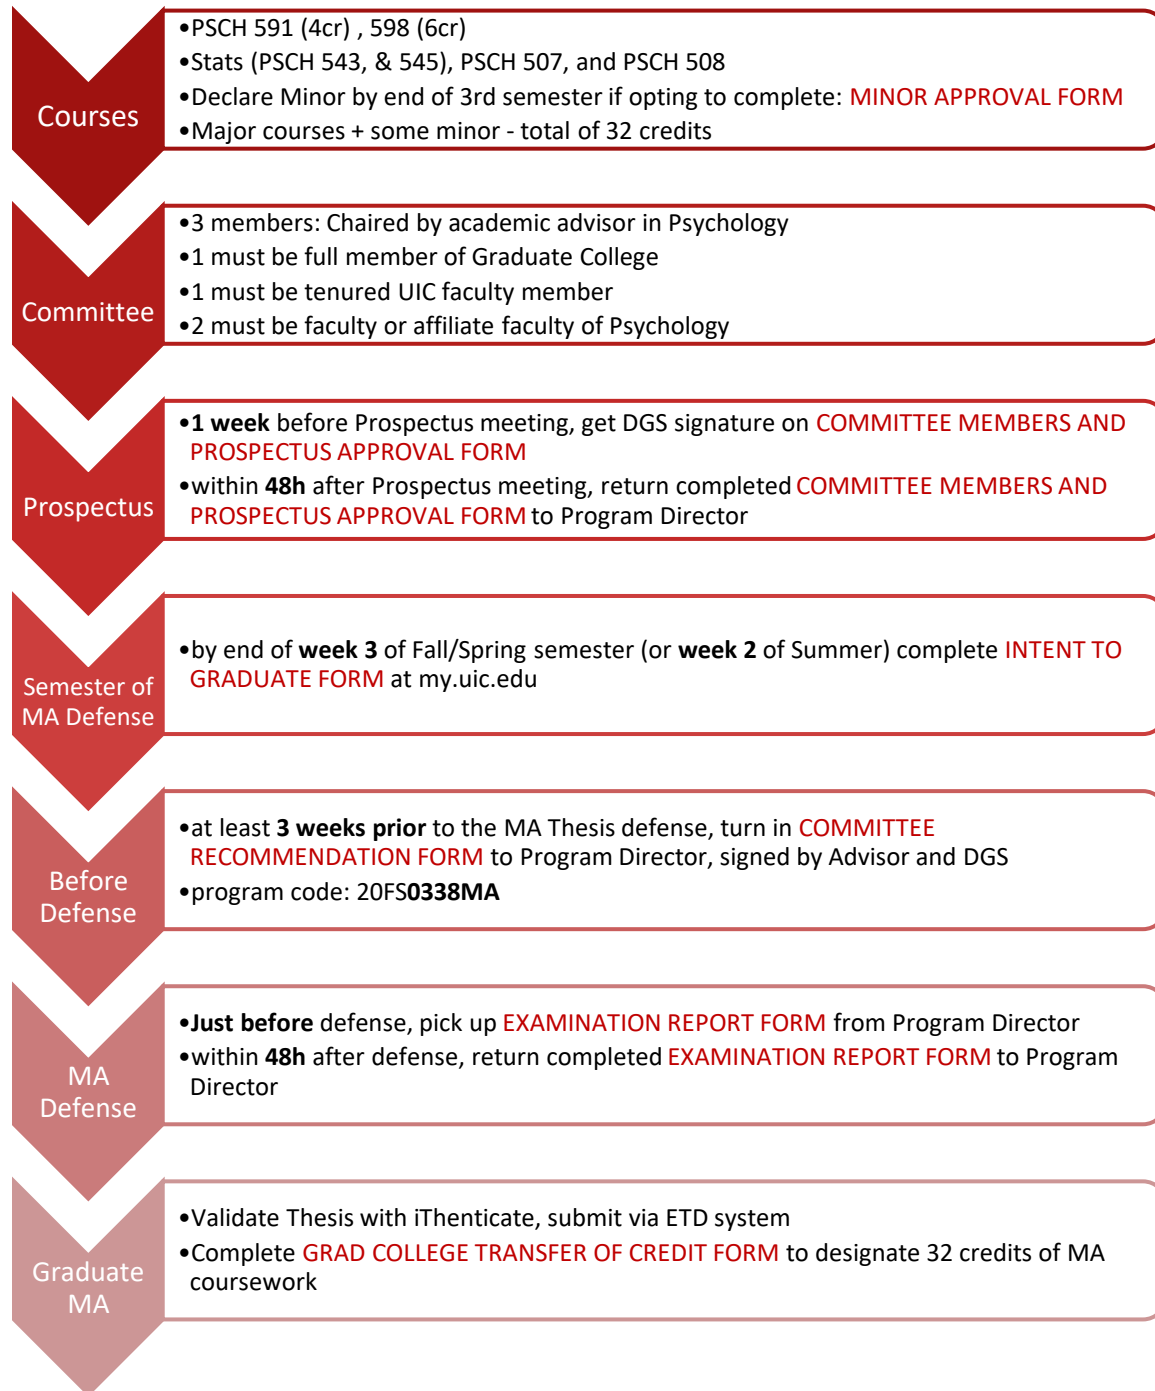 Courses
•PSCH 591 (4cr) , 598 (6cr)
•Stats (PSCH 543, & 545), PSCH 507, and PSCH 508
•Declare Minor by end of 3rd semester if opting to complete: MINOR APPROVAL FORM
•Major courses + some minor - total of 32 credits
Committee
•3 members: Chaired by academic advisor in Psychology
•1 must be full member of Graduate College
•1 must be tenured UIC faculty member
•2 must be faculty or affiliate faculty of Psychology
Prospectus
•1 week before Prospectus meeting, get DGS signature on COMMITTEE MEMBERS AND
PROSPECTUS APPROVAL FORM
•within 48h after Prospectus meeting, return completed COMMITTEE MEMBERS AND
PROSPECTUS APPROVAL FORM to Program Director
Semester of
MA Defense
•by end of week 3 of Fall/Spring semester (or week 2 of Summer) complete INTENT TO
GRADUATE FORM at my.uic.edu
Before
Defense
•at least 3 weeks prior to the MA Thesis defense, turn in COMMITTEE
RECOMMENDATION FORM to Program Director, signed by Advisor and DGS
•program code: 20FS0338MA
MA
Defense
•Just before defense, pick up EXAMINATION REPORT FORM from Program Director
•within 48h after defense, return completed EXAMINATION REPORT FORM to Program
Director
Graduate
MA
•Validate Thesis with iThenticate, submit via ETD system
•Complete GRAD COLLEGE TRANSFER OF CREDIT FORM to designate 32 credits of MA
coursework